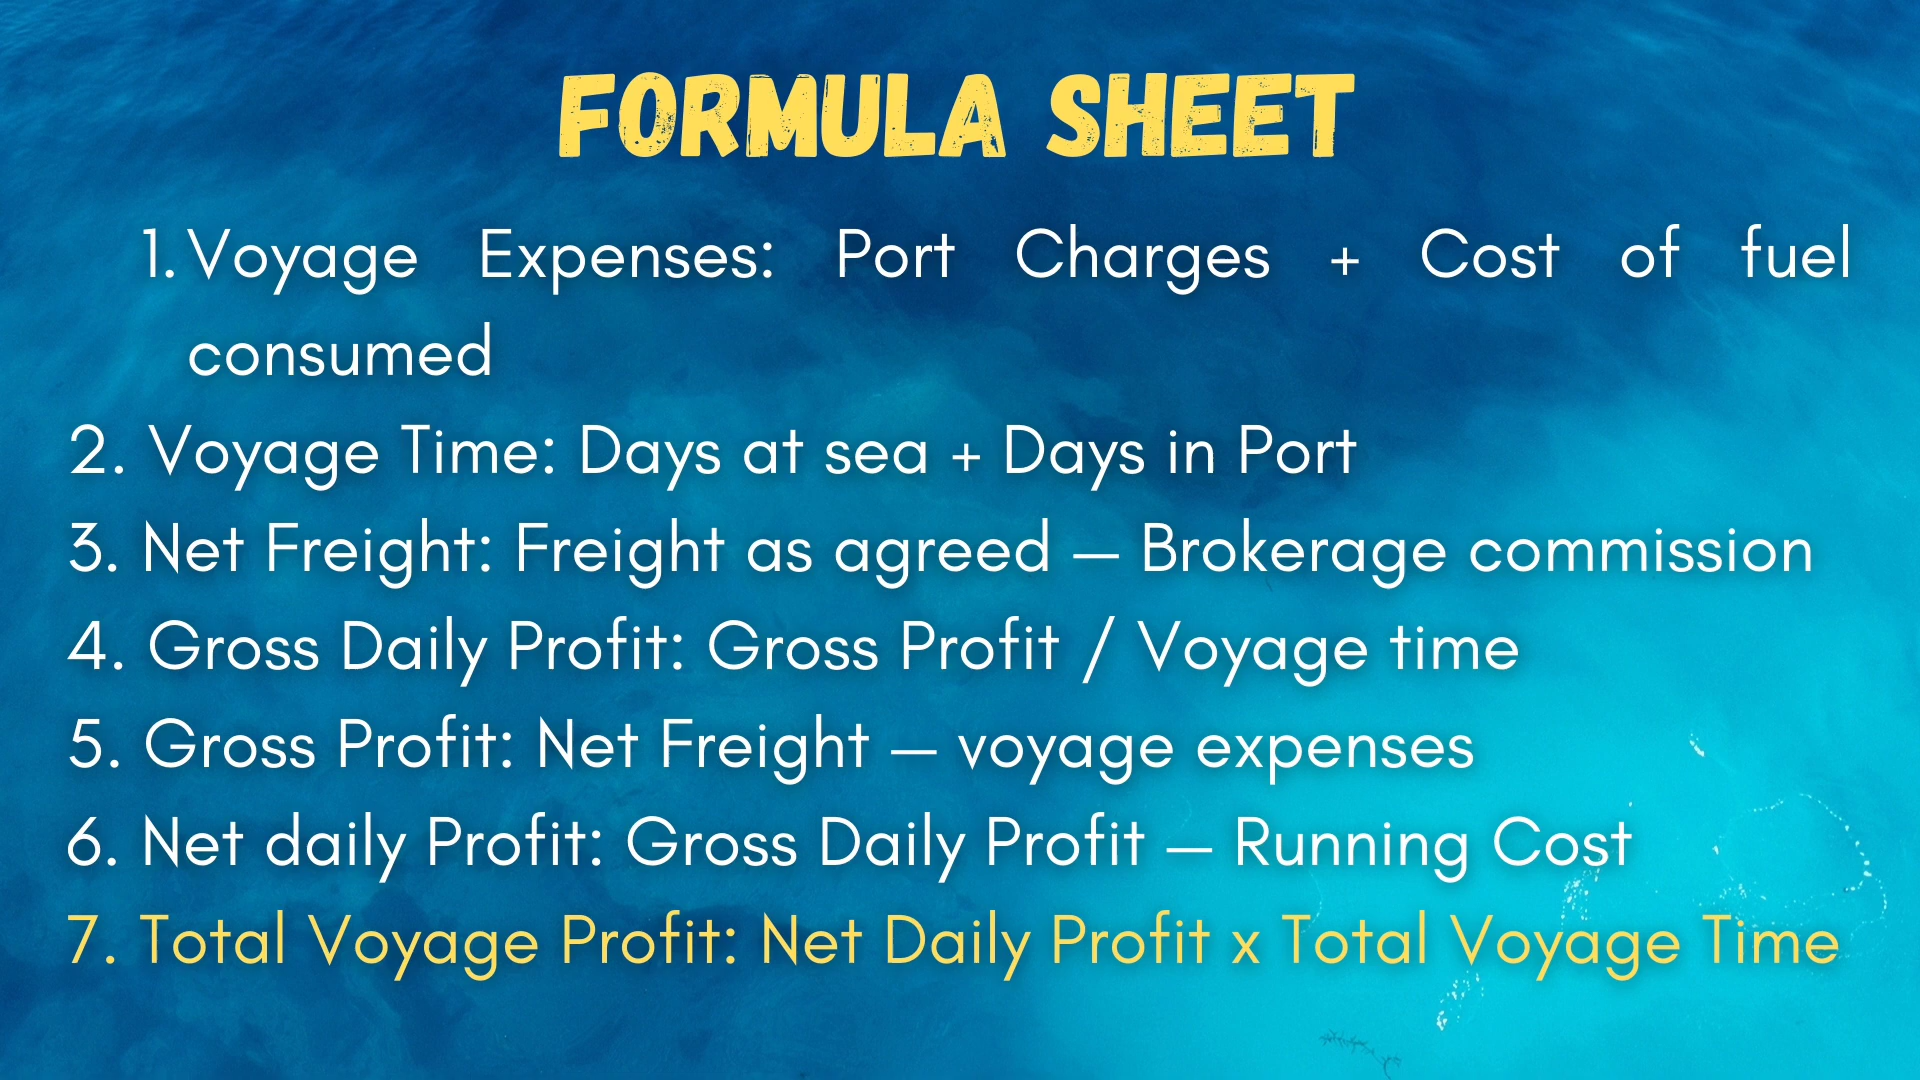 FORMULA SHEET
1. Voyage Expenses: Port Charges + Cost of fuel
consumed
2. Voyage Time: Days at sea + Days in Port
3. Net Freight: Freight as agreed — Brokerage commission
4. Gross Daily Profit: Gross Profit / Voyage time
5. Gross Profit: Net Freight — voyage expenses
6. Net daily Profit: Gross Daily Profit — Running Cost
7. Total Voyage Profit: Net Daily Profit x Total Voyage Time